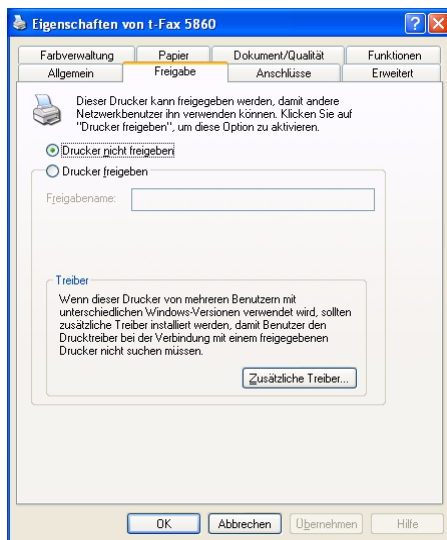 Eigenschaften von t-Fax 5860
Farbverwaltung Papier Dokument/Qualität Funktionen
Allgemein Freigabe Anschlüsse Erweitert
Dieser Drucker kann freigegeben werden, damit andere
Netzwerkbenutzer ihn verwenden können. Klicken Sie auf
"Drucker freigeben", um diese Option zu aktivieren.
Drucker nicht freigeben
Drucker freigeben
Freigabename:
Treiber
Wenn dieser Drucker von mehreren Benutzern mit
unterschiedlichen Windows-Versionen verwendet wird, sollten
zusätzliche Treiber installiert werden, damit Benutzer den
Drucktreiber bei der Verbindung mit einem freigegebenen
Drucker nicht suchen müssen.
Zusätzliche Treiber...
OK Abbrechen Übernehmen Hilfe